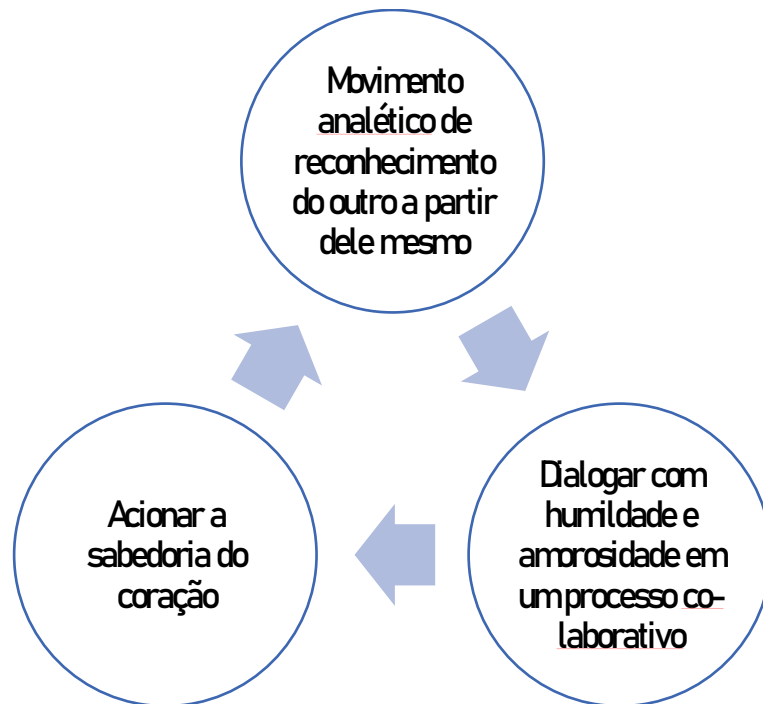 Movimento
analético de
reconhecimento
do outro a partir
dele mesmo
Dialogar com
humildade e
amorosidade em
um processo co-
laborativo
Acionar a
sabedoria do
coração